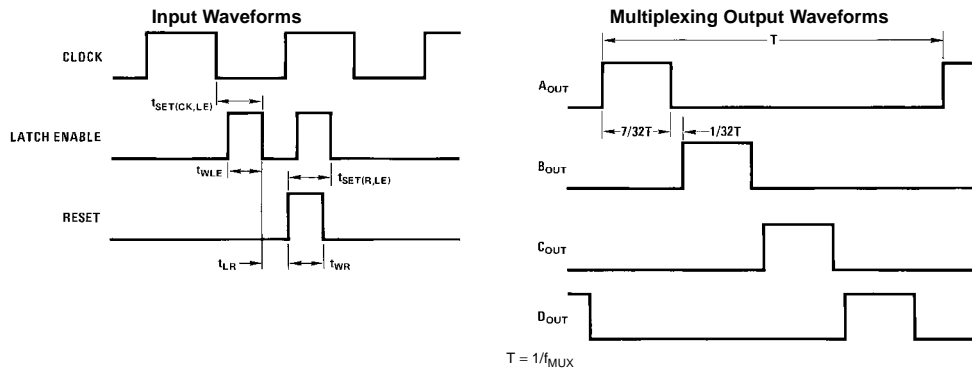 Input Waveforms
CLOCK
tSET(CK,LE)
LATCH ENABLE
tWLE
tSET(R,LE)
RESET
tLR
tWR
Multiplexing Output Waveforms
T
AOUT
7/32T
1/32T
BOUT
COUT
DOUT
T = 1/fMUX